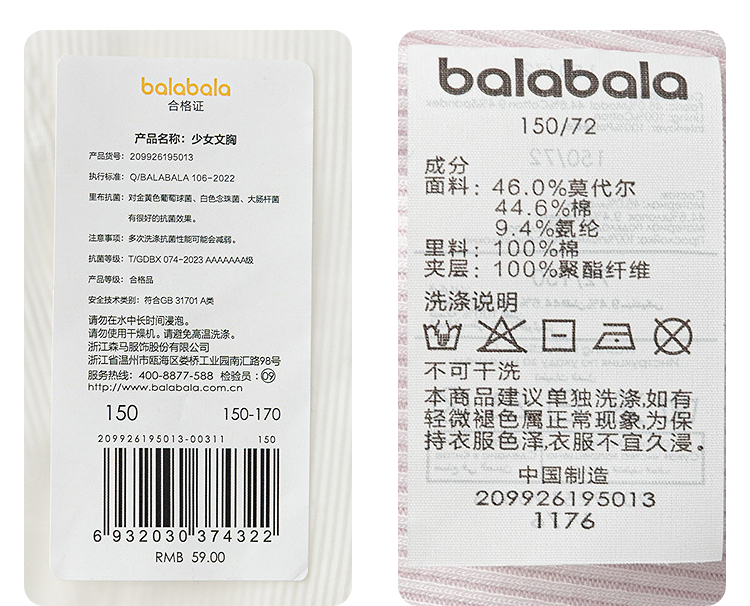 balabala
合格证
产品名称：少女文胸
产品货号：209926195013
执行标准：Q/BALABALA 106-2022
里布抗菌：对金黄色葡萄球菌、白色念珠菌、大肠杆菌
有很好的抗菌效果。
注意事项：多次洗涤抗菌性能可能会减弱。
抗菌等级：T/GDBX 074-2023 AAAAAAA级
产品等级：合格品
安全技术类别：符合GB 31701 A类
请勿在水中长时间浸泡。
请勿使用干燥机。请避免高温洗涤。
浙江森马服饰股份有限公司
浙江省温州市瓯海区娄桥工业园南汇路98号
服务热线：400-8877-588 检验员：09
http://www.balabala.com.cn
150 150-170
209926195013-00311 150
6 932030 374322
RMB 59.00
balabala
150/72
成分
面料：46.0%莫代尔
44.6%棉
9.4%氨纶
里料：100%棉
夹层：100%聚酯纤维
洗涤说明
不可干洗
本商品建议单独洗涤,如有
轻微褪色属正常现象,为保
持衣服色泽,衣服不宜久浸。
中国制造
209926195013
1176